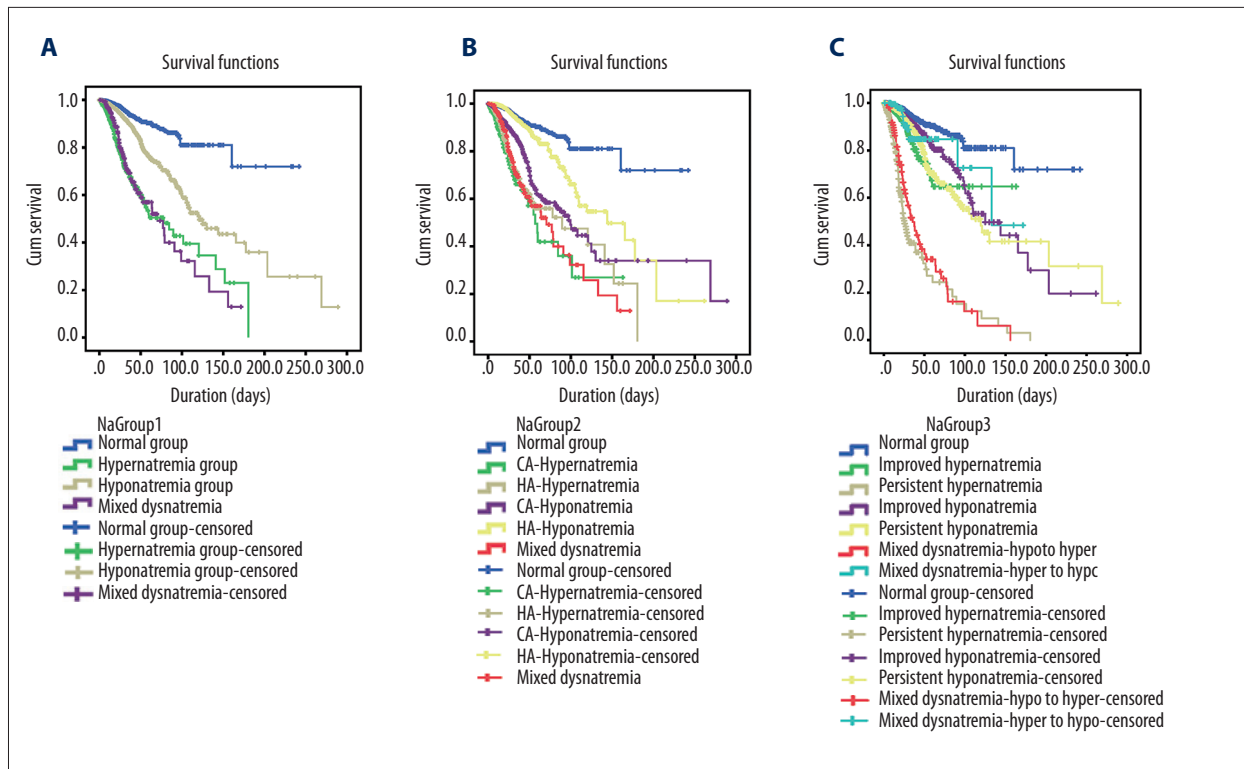 A
Survival functions
Cum survival
1.0
0.8
0.6
0.4
0.2
0.0
.0 50.0 100.0 150.0 200.0 250.0 300.0
Duration (days)
NaGroup1
Normal group
Hypernatremia group
Hyponatremia group
Mixed dysnatremia
Normal group-censored
Hypernatremia group-censored
Hyponatremia group-censored
Mixed dysnatremia-censored
B
Survival functions
Cum survival
1.0
0.8
0.6
0.4
0.2
0.0
.0 50.0 100.0 150.0 200.0 250.0 300.0
Duration (days)
NaGroup2
Normal group
CA-Hypernatremia
HA-Hypernatremia
CA-Hyponatremia
HA-Hyponatremia
Mixed dysnatremia
Normal group-censored
CA-Hypernatremia-censored
HA-Hypernatremia-censored
CA-Hyponatremia-censored
HA-Hyponatremia-censored
Mixed dysnatremia
C
Survival functions
Cum survival
1.0
0.8
0.6
0.4
0.2
0.0
.0 50.0 100.0 150.0 200.0 250.0 300.0
Duration (days)
NaGroup3
Normal group
Improved hypernatremia
Persistent hypernatremia
Improved hyponatremia
Persistent hyponatremia
Mixed dysnatremia-hypoto hyper
Mixed dysnatremia-hyper to hypc
Normal group-censored
Improved hypernatremia-censored
Persistent hypernatremia-censored
Improved hyponatremia-censored
Persistent hyponatremia-censored
Mixed dysnatremia-hypo to hyper-censored
Mixed dysnatremia-hyper to hypo-censored